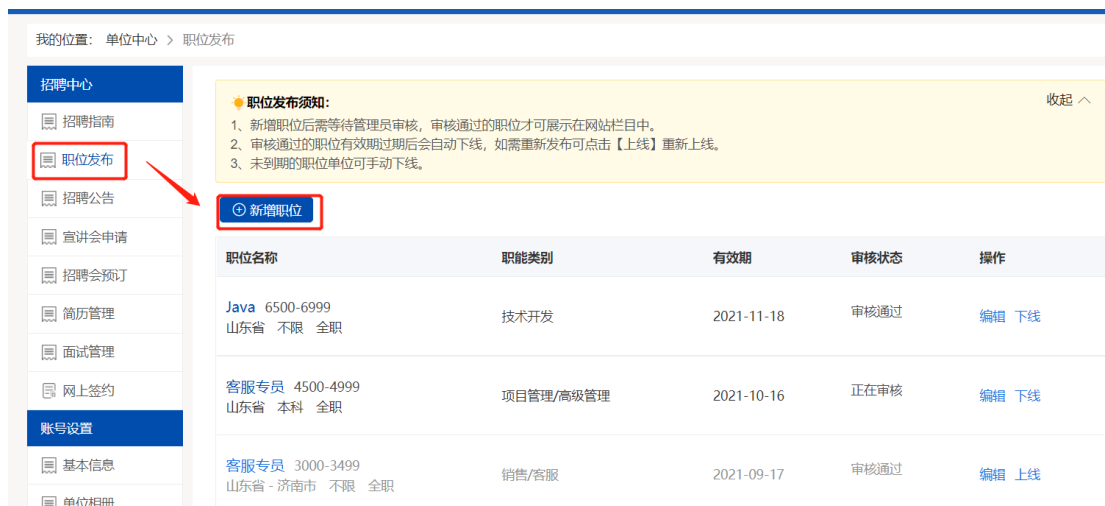 我的位置： 单位中心 > 职位发布
招聘中心
招聘指南
职位发布
招聘公告
宣讲会申请
招聘会预订
简历管理
面试管理
网上签约
账号设置
基本信息
单位相册
职位发布须知：
收起
1、新增职位后需等待管理员审核，审核通过的职位才可展示在网站栏目中。
2、审核通过的职位有效期过期后会自动下线，如需重新发布可点击【上线】重新上线。
3、未到期的职位单位可手动下线。
新增职位
职位名称 职能类别 有效期 审核状态 操作
Java 6500-6999
山东省 不限 全职
技术开发 2021-11-18 审核通过 编辑 下线
客服专员 4500-4999
山东省 本科 全职
项目管理/高级管理 2021-10-16 正在审核 编辑 下线
客服专员 3000-3499
山东省 - 济南市 不限 全职
销售/客服 2021-09-17 审核通过 编辑 上线